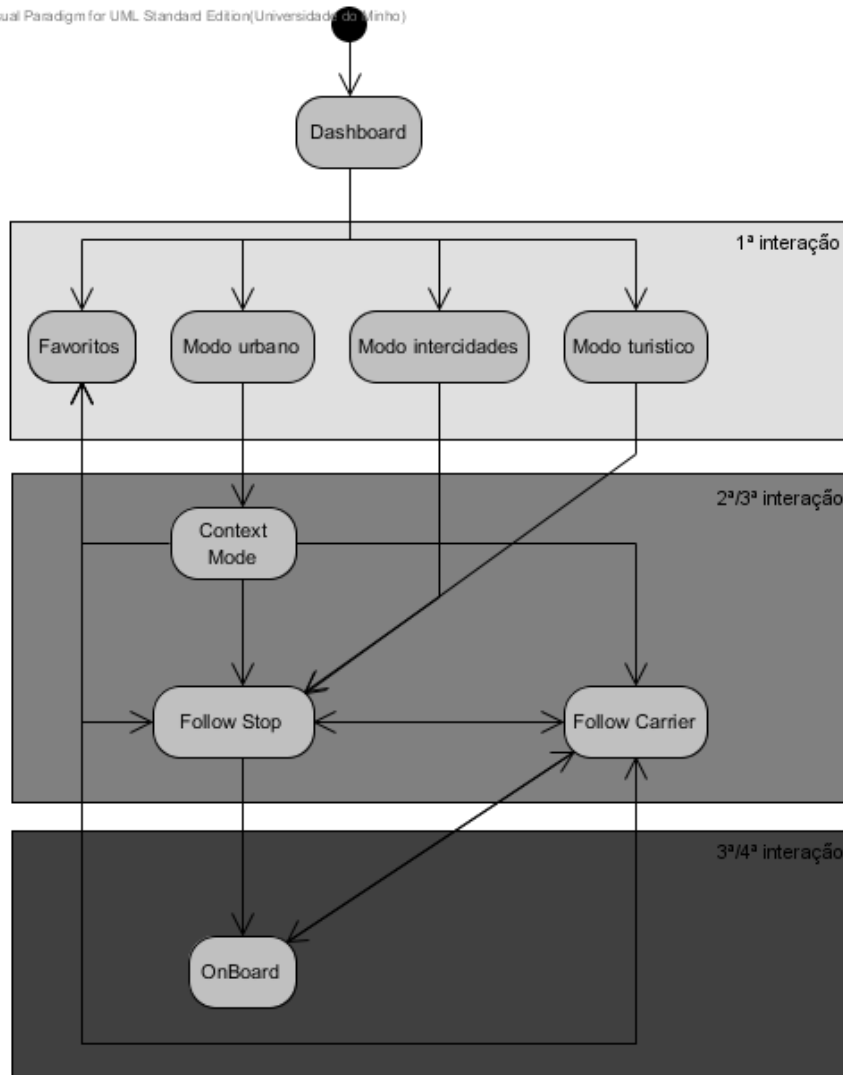 ual Paradigm for UML Standard Edition(Universidade do Minho)
Dashboard
1ª interação
Favoritos
Modo urbano
Modo intercidades
Modo turistico
2ª/3ª interação
Context
Mode
Follow Stop
Follow Carrier
3ª/4ª interação
OnBoard